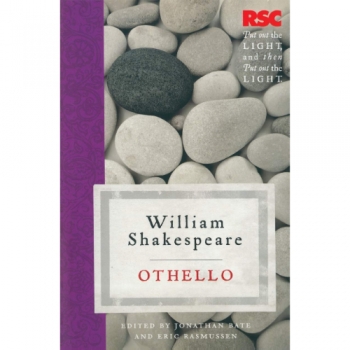 RSC
Put out the
LIGHT,
and then
Put out the
LIGHT
William
Shakespeare
OTHELLO
EDITED BY JONATHAN BATE
AND ERIC RASMUSSEN